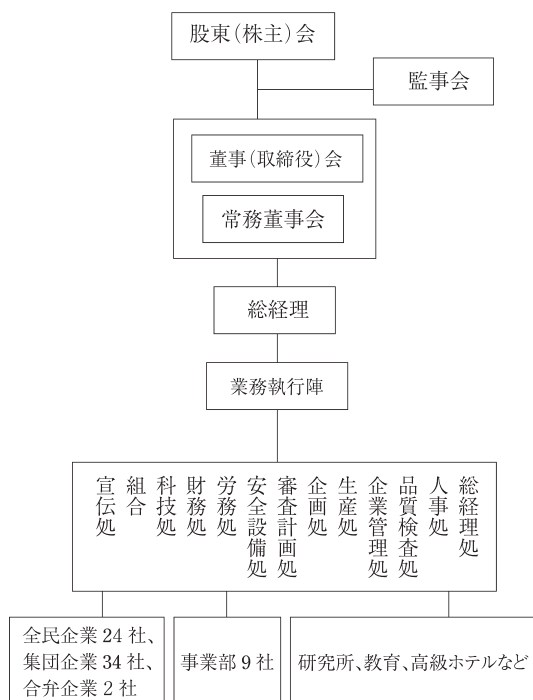 股東(株主)会
監事会
董事(取締役)会
常務董事会
総経理
業務執行陣
総経理処
人事処
品質検査処
企業管理処
生産処
企画処
審査計画処
安全設備処
労務処
財務処
科技処
組合
宣伝処
全民企業24社、
集団企業34社、
合弁企業2社
事業部9社
研究所、教育、高級ホテルなど